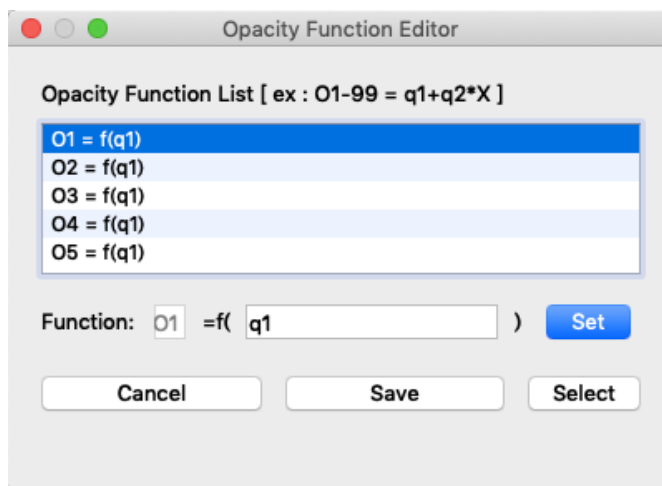 Opacity Function Editor
Opacity Function List [ ex : O1-99 = q1+q2*X ]
O1 = f(q1)
O2 = f(q1)
O3 = f(q1)
O4 = f(q1)
O5 = f(q1)
Function: O1 =f( q1 ) Set
Cancel Save Select